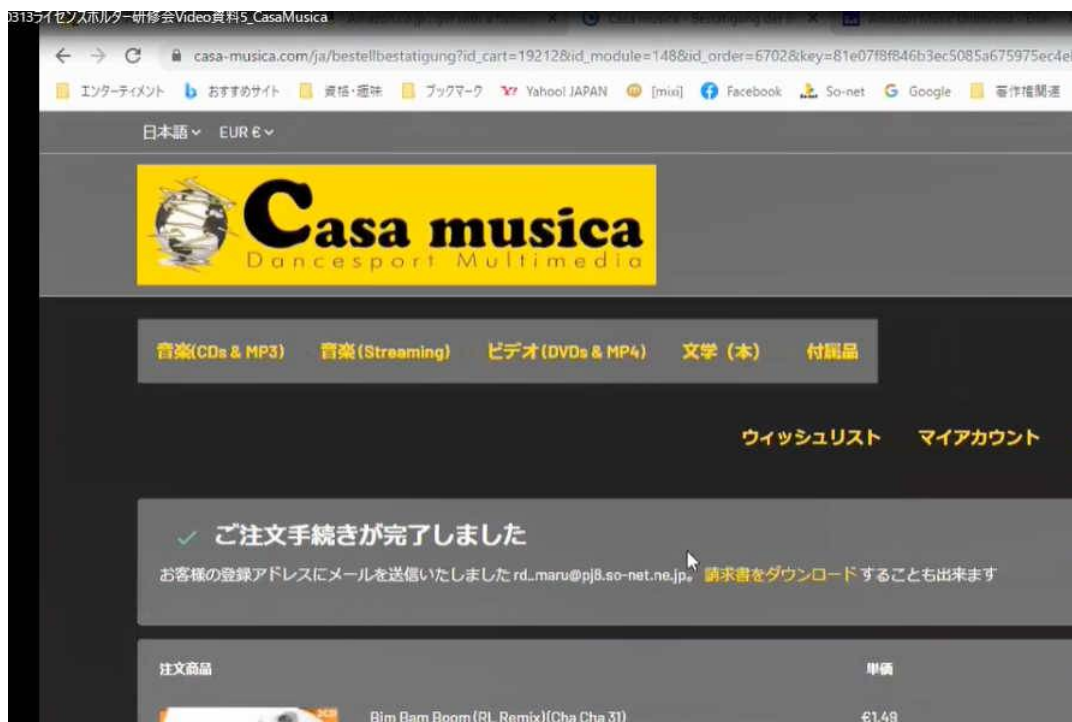 0313ライセンスホルダー研修会Video資料5_CasaMusica
casa-musica.com/ja/bestellbestatigung?id_cart=19212&id_module=148&id_order=6702&key=81e07f8f846b3ec5085a675975ec4e
インターテイメント おすすめサイト 資格・趣味 ブックマーク Yahoo! JAPAN [mixi] Facebook So-net Google 著作権関連
日本語 EUR €
Casa musica
Dancesport Multimedia
音楽(CDs & MP3) 音楽(Streaming) ビデオ(DVDs & MP4) 文学（本） 付属品
ウィッシュリスト マイアカウント
ご注文手続きが完了しました
お客様の登録アドレスにメールを送信いたしました rd_maru@pj8.so-net.ne.jp。 請求書をダウンロード することも出来ます
注文商品 単価
Bim Bam Boom (RL Remix)(Cha Cha 31) €1.49